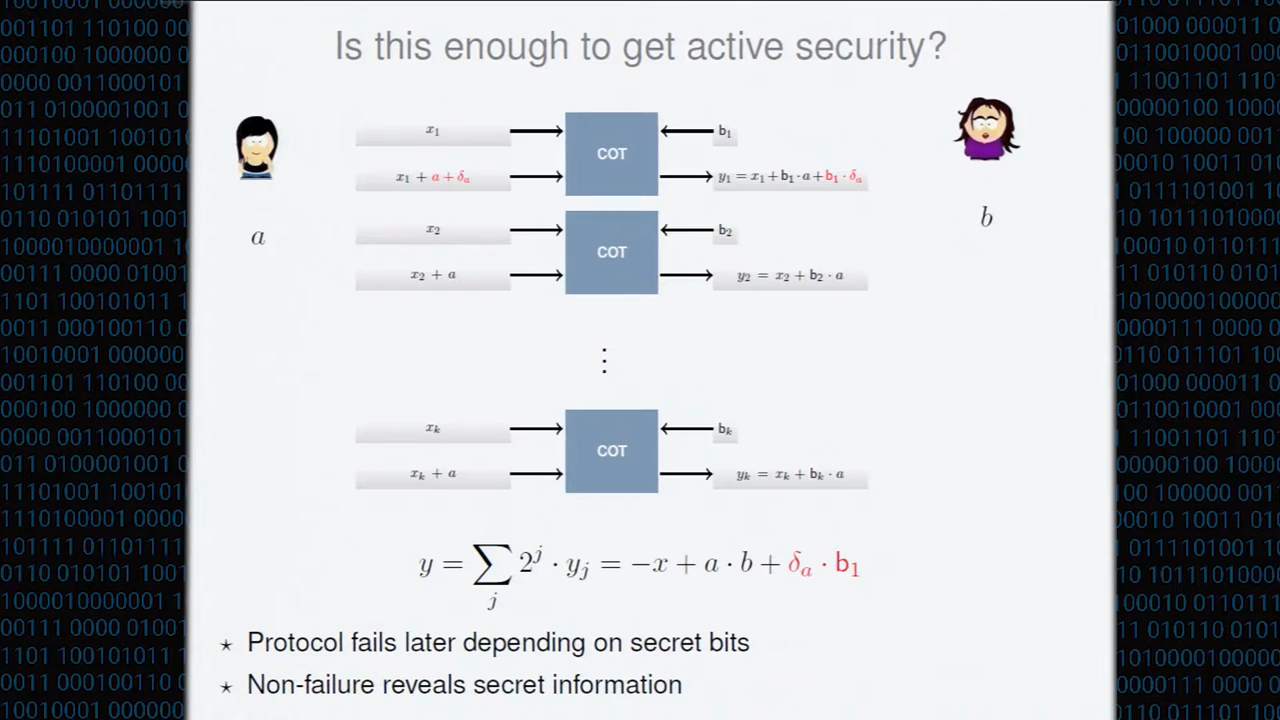 Is this enough to get active security?
x₁
COT
b₁
x₁ + a + δₐ
y₁ = x₁+b₁·a+b₁·δₐ
a
b
x₂
COT
b₂
x₂ + a
y₂ = x₂ + b₂ · a
⋮
xₖ
COT
bₖ
xₖ + a
yₖ = xₖ + bₖ · a
y = ∑ⱼ 2ʲ · yⱼ = −x + a · b + δₐ · b₁
⋆ Protocol fails later depending on secret bits
⋆ Non-failure reveals secret information